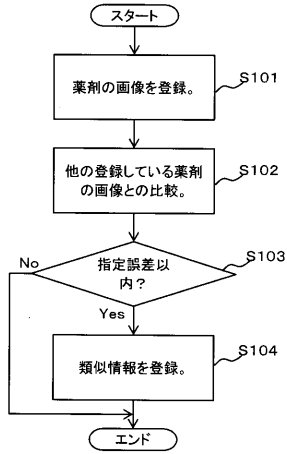 スタート
薬剤の画像を登録。
S101
他の登録している薬剤
の画像との比較。
S102
指定誤差以
内?
S103
No
Yes
類似情報を登録。
S104
エンド